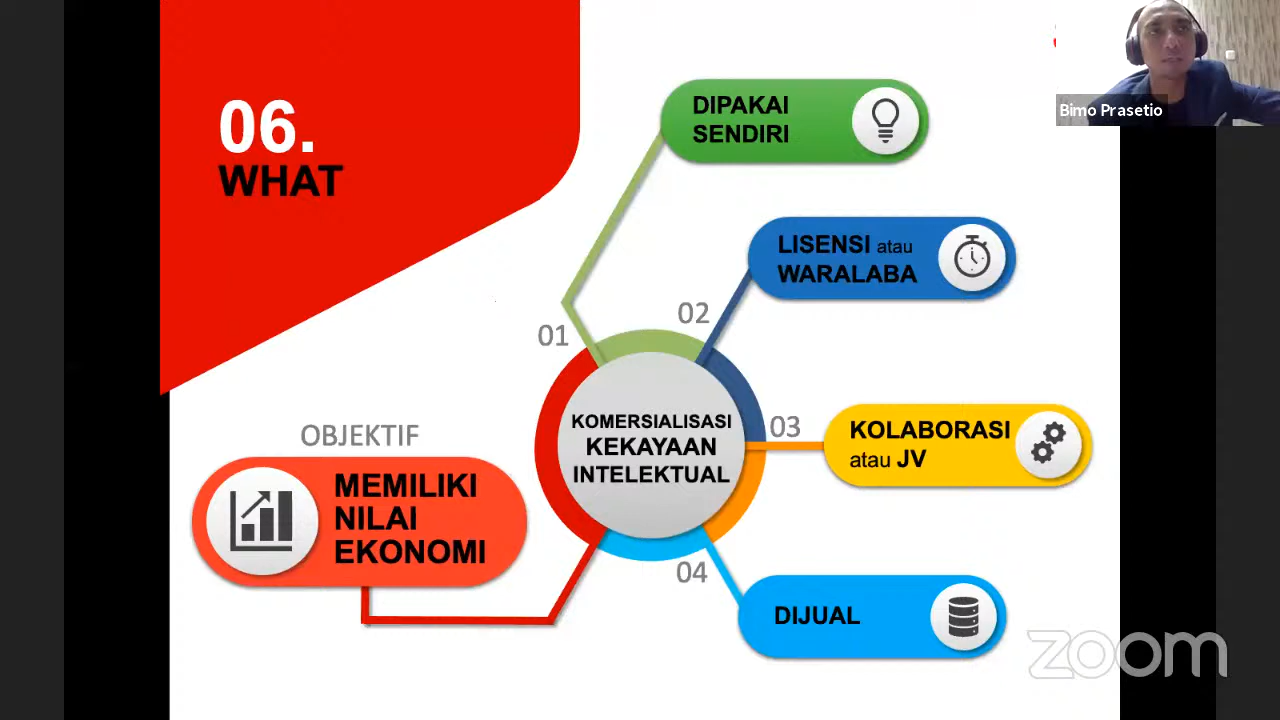 06.
WHAT
Bimo Prasetio
DIPAKAI
SENDIRI
LISENSI atau
WARALABA
01
02
KOMERSIALISASI
KEKAYAAN
INTELEKTUAL
03
KOLABORASI
atau JV
OBJEKTIF
MEMILIKI
NILAI
EKONOMI
04
DIJUAL
zoom